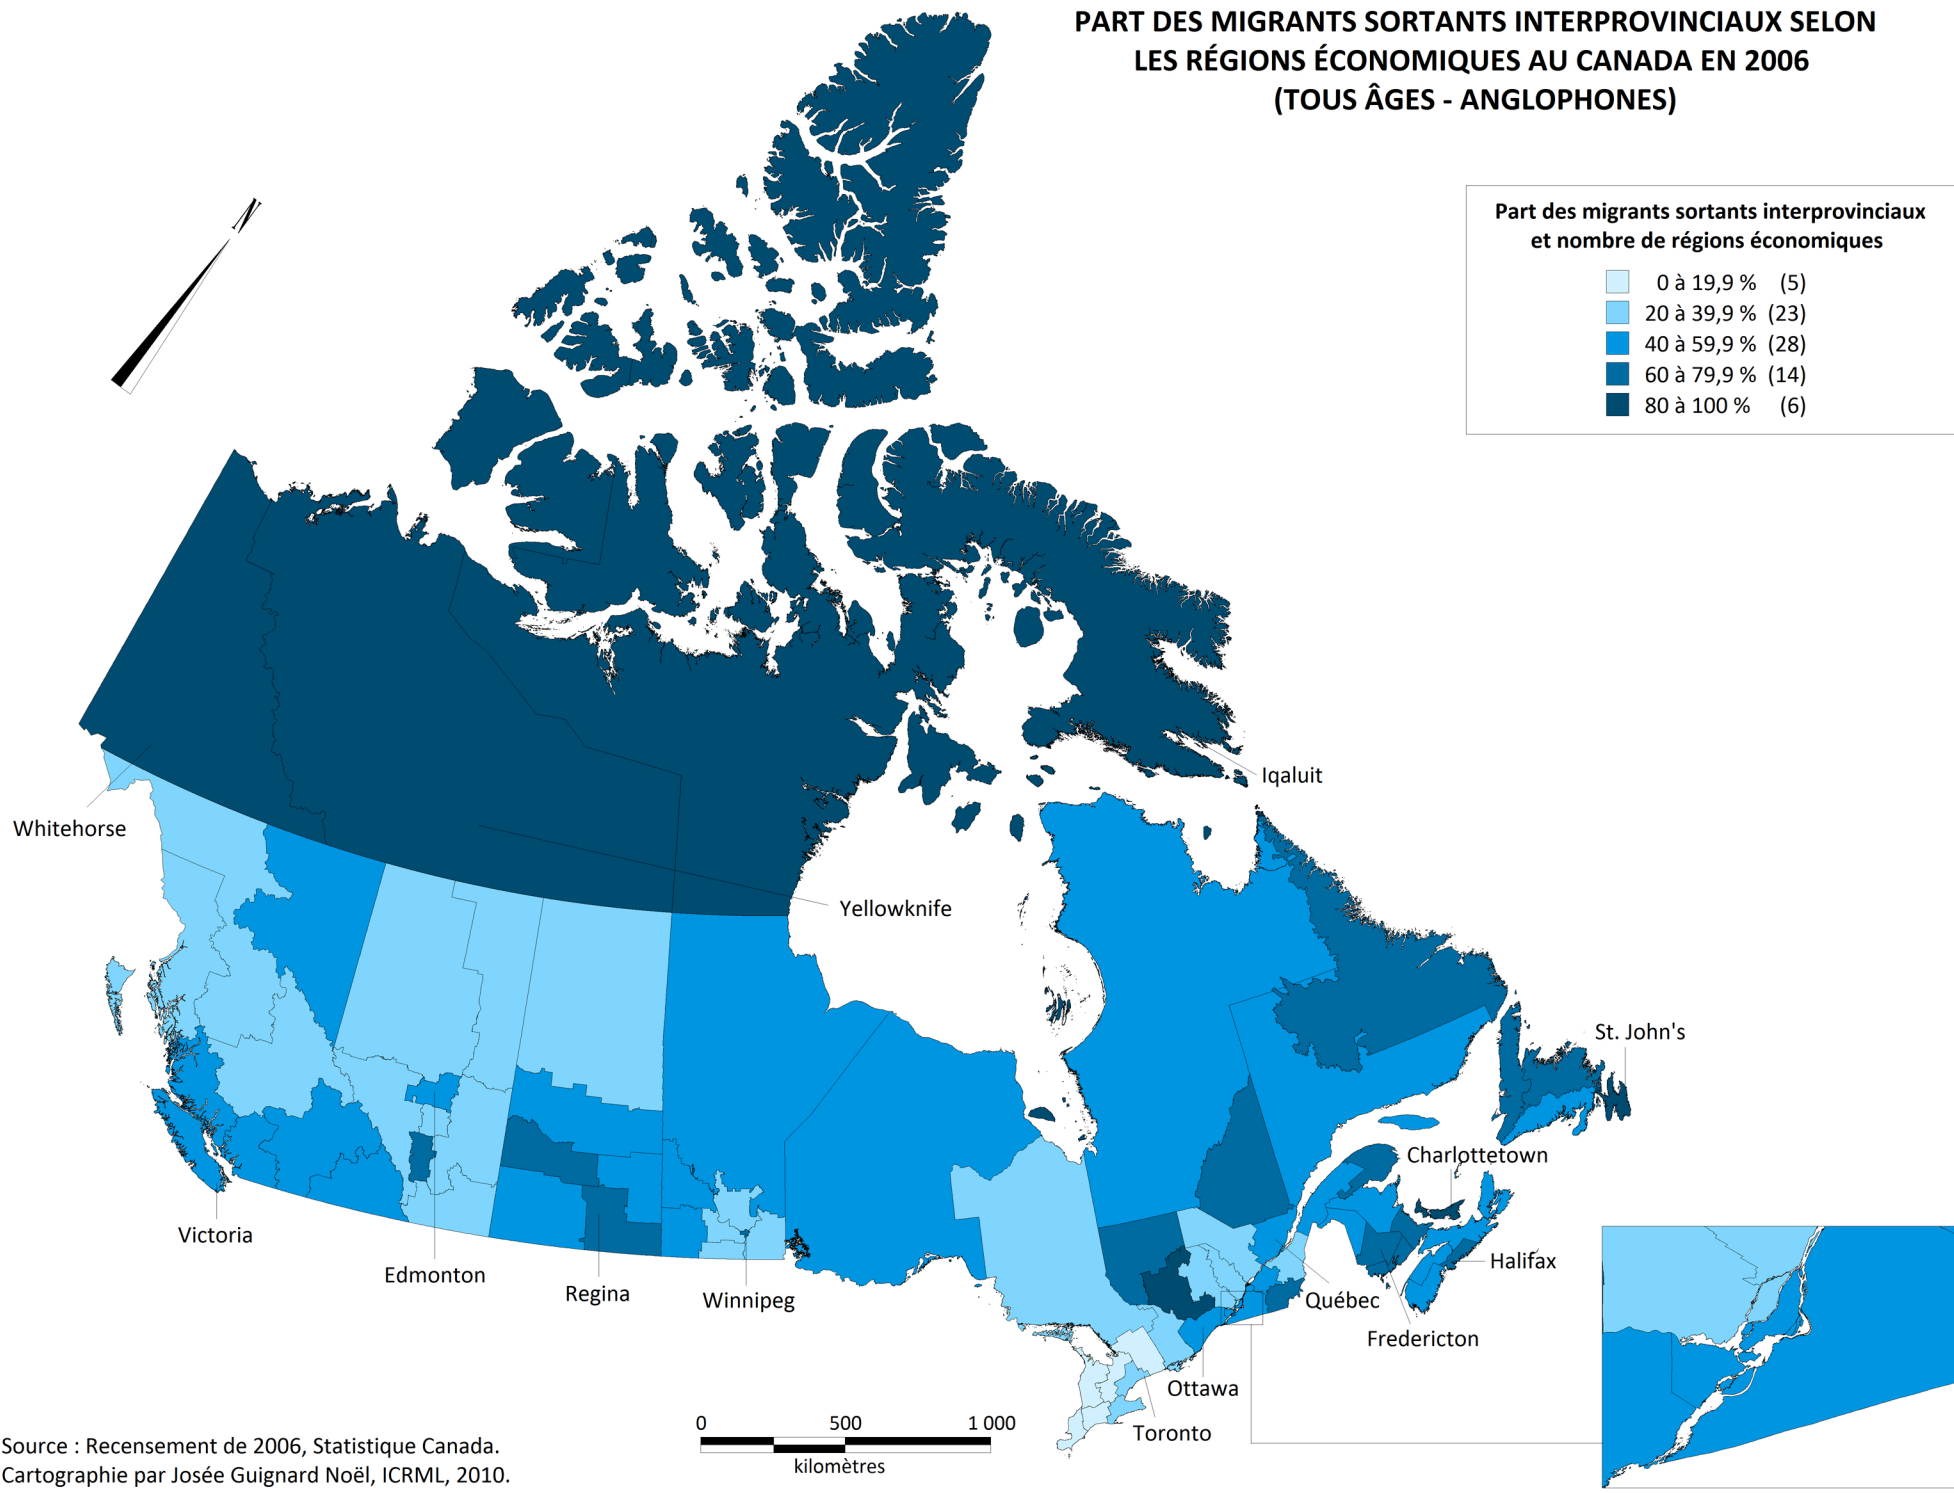 PART DES MIGRANTS SORTANTS INTERPROVINCIAUX SELON
LES RÉGIONS ÉCONOMIQUES AU CANADA EN 2006
(TOUS ÂGES - ANGLOPHONES)
Part des migrants sortants interprovinciaux
et nombre de régions économiques
0 à 19,9 % (5)
20 à 39,9 % (23)
40 à 59,9 % (28)
60 à 79,9 % (14)
80 à 100 % (6)
Iqaluit
Whitehorse
Yellowknife
St. John's
Charlottetown
Victoria
Halifax
Edmonton
Regina
Winnipeg
Québec
Fredericton
Ottawa
Toronto
0 500 1 000
kilomètres
Source : Recensement de 2006, Statistique Canada.
Cartographie par Josée Guignard Noël, ICRML, 2010.